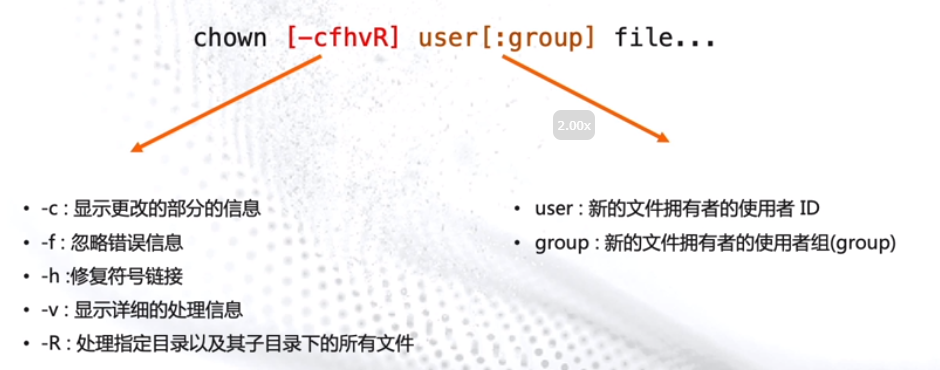 chown [-cfhvR] user[:group] file...
2.00x
• -c : 显示更改的部分的信息
• -f : 忽略错误信息
• -h :修复符号链接
• -v : 显示详细的处理信息
• -R : 处理指定目录以及其子目录下的所有文件
• user : 新的文件拥有者的使用者 ID
• group : 新的文件拥有者的使用者组(group)